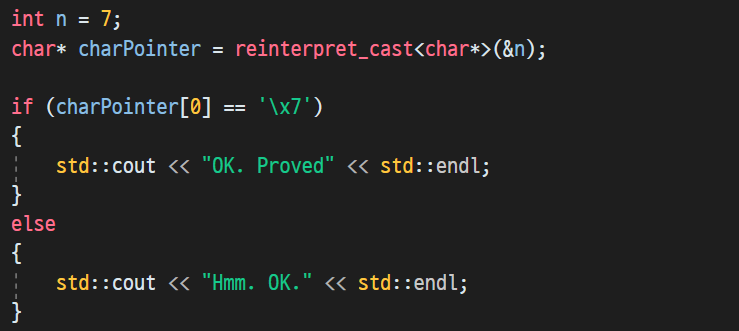 int n = 7;
char* charPointer = reinterpret_cast<char*>(&n);
if (charPointer[0] == '\x7')
{
std::cout << "OK. Proved" << std::endl;
}
else
{
std::cout << "Hmm. OK." << std::endl;
}